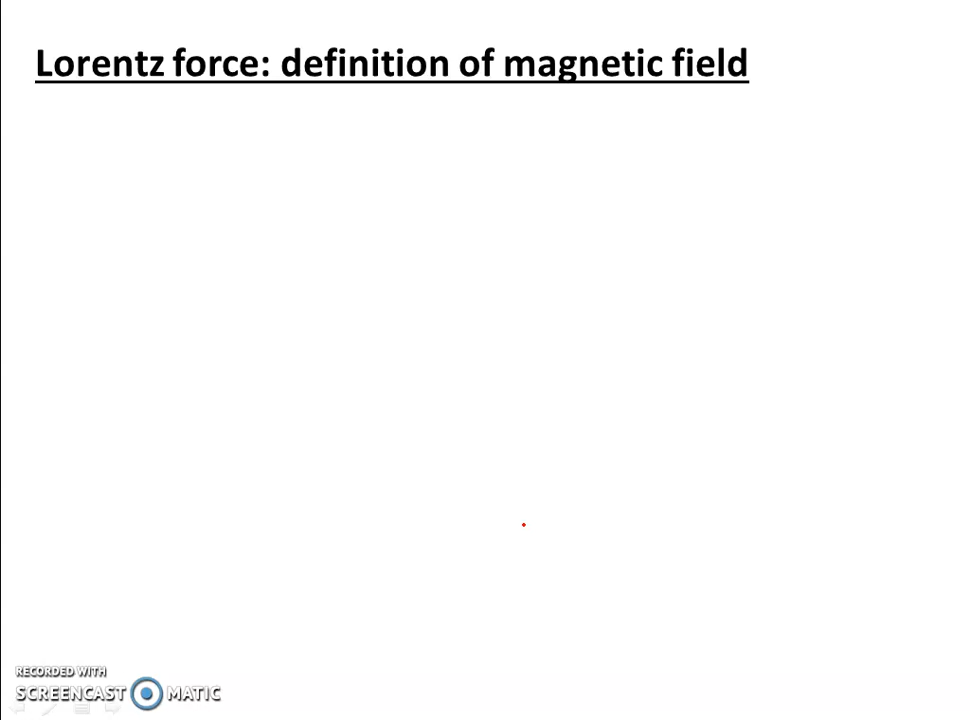 Lorentz force: definition of magnetic field
RECORDED WITH
SCREENCAST MATIC